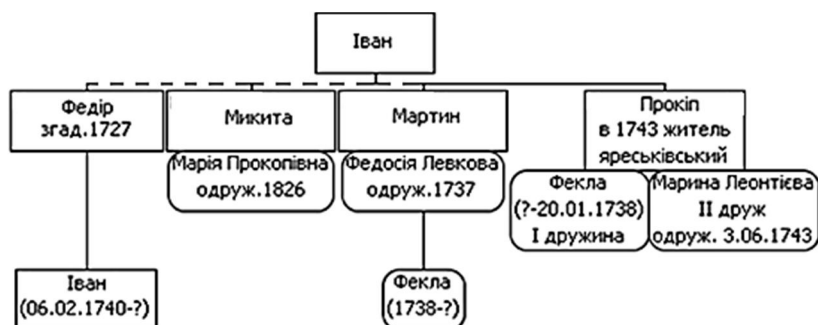 Іван
Федір
згад.1727
Микита
Мартин
Прокіп
в 1743 житель
яреськівський
Марія Прокопівна
одруж.1826
Федосія Левкова
одруж.1737
Фекла
(?-20.01.1738)
І дружина
Марина Леонтієва
ІІ друж
одруж. 3.06.1743
Іван
(06.02.1740-?)
Фекла
(1738-?)